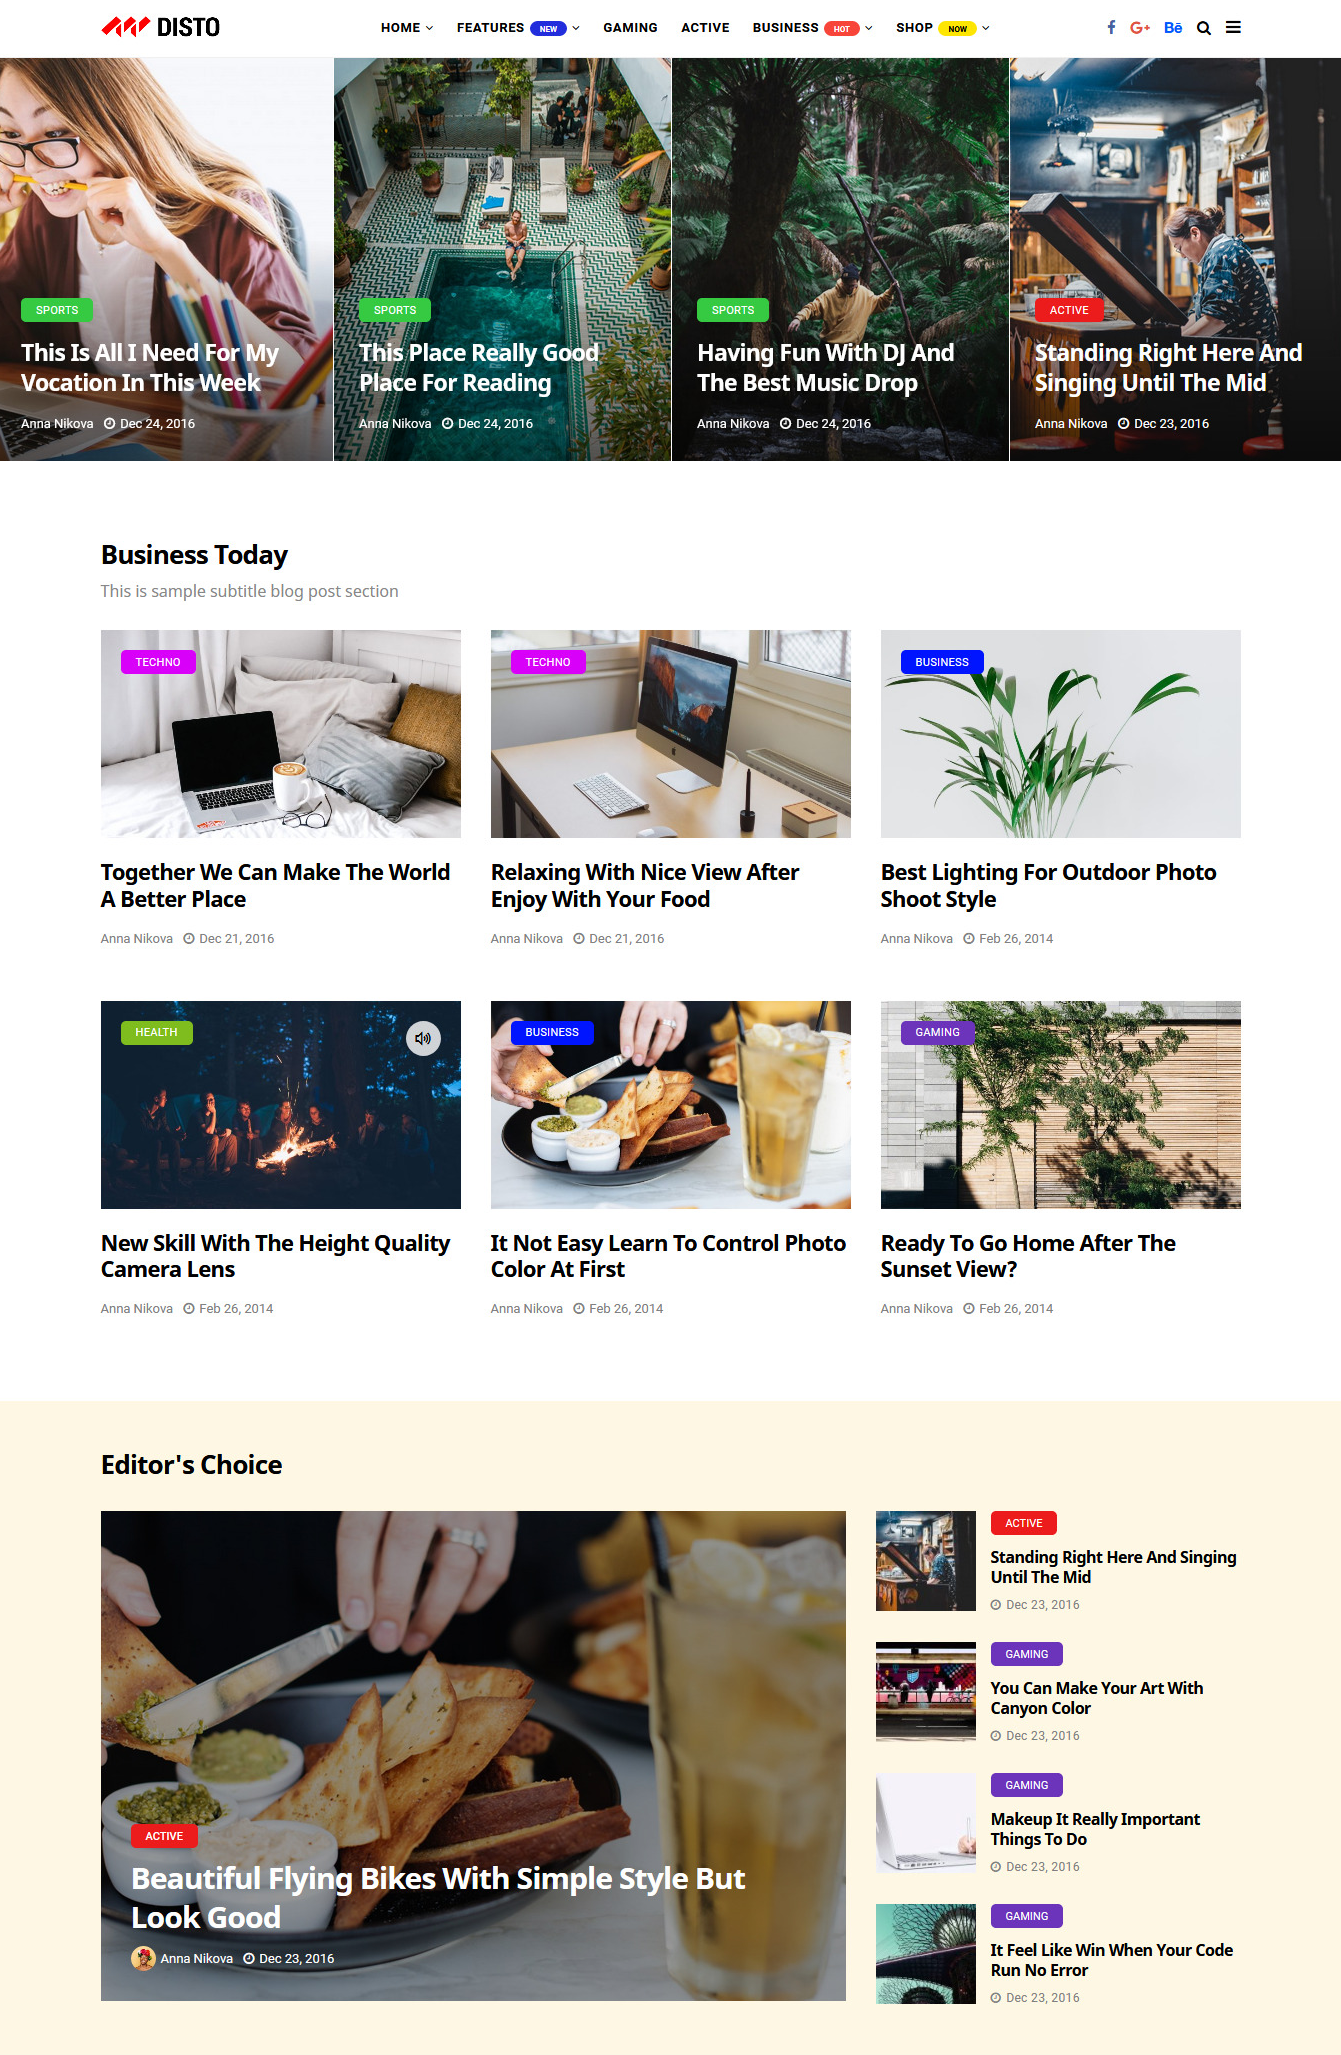 DISTO
HOME
FEATURES NEW
GAMING
ACTIVE
BUSINESS HOT
SHOP NOW
G+
Bē
SPORTS
This Is All I Need For My
Vocation In This Week
Anna Nikova Dec 24, 2016
SPORTS
This Place Really Good
Place For Reading
Anna Nikova Dec 24, 2016
SPORTS
Having Fun With DJ And
The Best Music Drop
Anna Nikova Dec 24, 2016
ACTIVE
Standing Right Here And
Singing Until The Mid
Anna Nikova Dec 23, 2016
Business Today
This is sample subtitle blog post section
TECHNO
Together We Can Make The World
A Better Place
Anna Nikova Dec 21, 2016
TECHNO
Relaxing With Nice View After
Enjoy With Your Food
Anna Nikova Dec 21, 2016
BUSINESS
Best Lighting For Outdoor Photo
Shoot Style
Anna Nikova Feb 26, 2014
HEALTH
New Skill With The Height Quality
Camera Lens
Anna Nikova Feb 26, 2014
BUSINESS
It Not Easy Learn To Control Photo
Color At First
Anna Nikova Feb 26, 2014
GAMING
Ready To Go Home After The
Sunset View?
Anna Nikova Feb 26, 2014
Editor's Choice
ACTIVE
Beautiful Flying Bikes With Simple Style But
Look Good
Anna Nikova Dec 23, 2016
ACTIVE
Standing Right Here And Singing
Until The Mid
Dec 23, 2016
GAMING
You Can Make Your Art With
Canyon Color
Dec 23, 2016
GAMING
Makeup It Really Important
Things To Do
Dec 23, 2016
GAMING
It Feel Like Win When Your Code
Run No Error
Dec 23, 2016